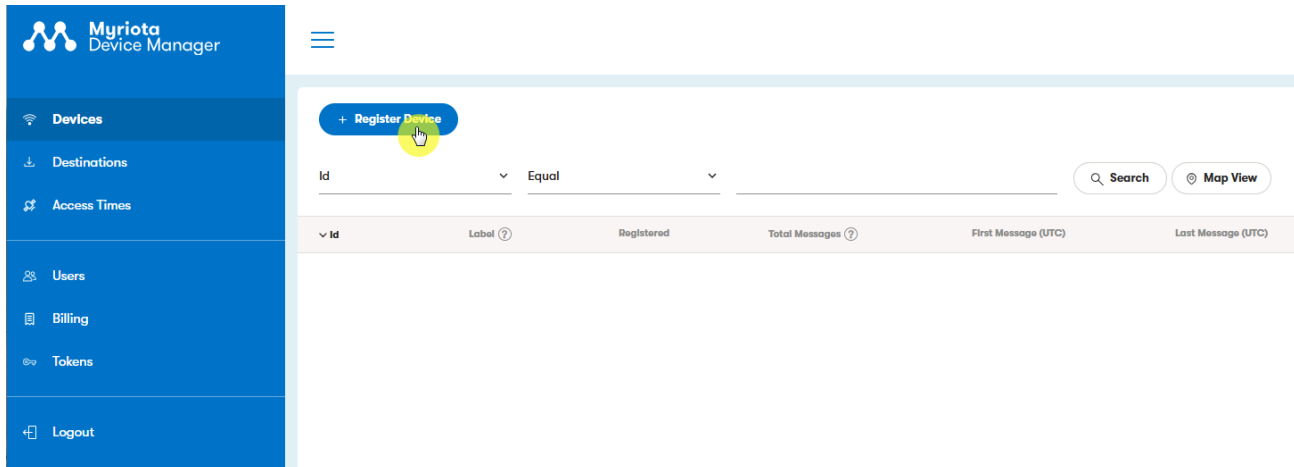 Myriota
Device Manager
Devices
Destinations
Access Times
Users
Billing
Tokens
Logout
+ Register Device
Id
Equal
Search
Map View
Id
Label ?
Registered
Total Messages ?
First Message (UTC)
Last Message (UTC)